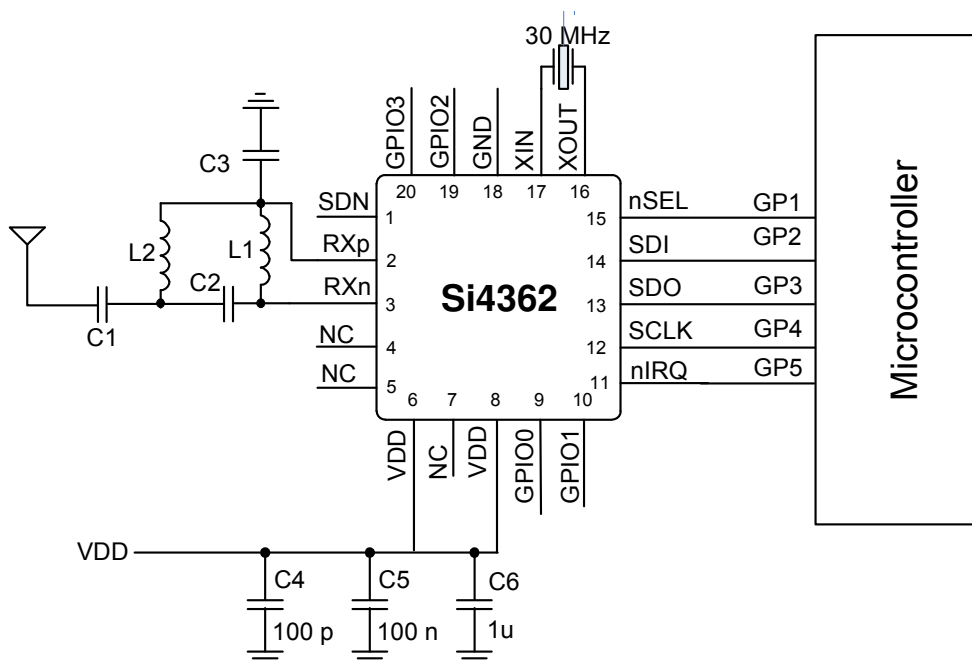 30 MHz
GPIO3
GPIO2
GND
XIN
XOUT
C3
20
19
18
17
16
SDN
1
15
nSEL
GP1
L2
L1
RXp
2
14
SDI
GP2
C2
RXn
3
Si4362
13
SDO
GP3
C1
NC
4
12
SCLK
GP4
NC
5
11
nIRQ
GP5
Microcontroller
6
7
8
9
10
VDD
NC
VDD
GPIO0
GPIO1
VDD
C4
C5
C6
100 p
100 n
1u